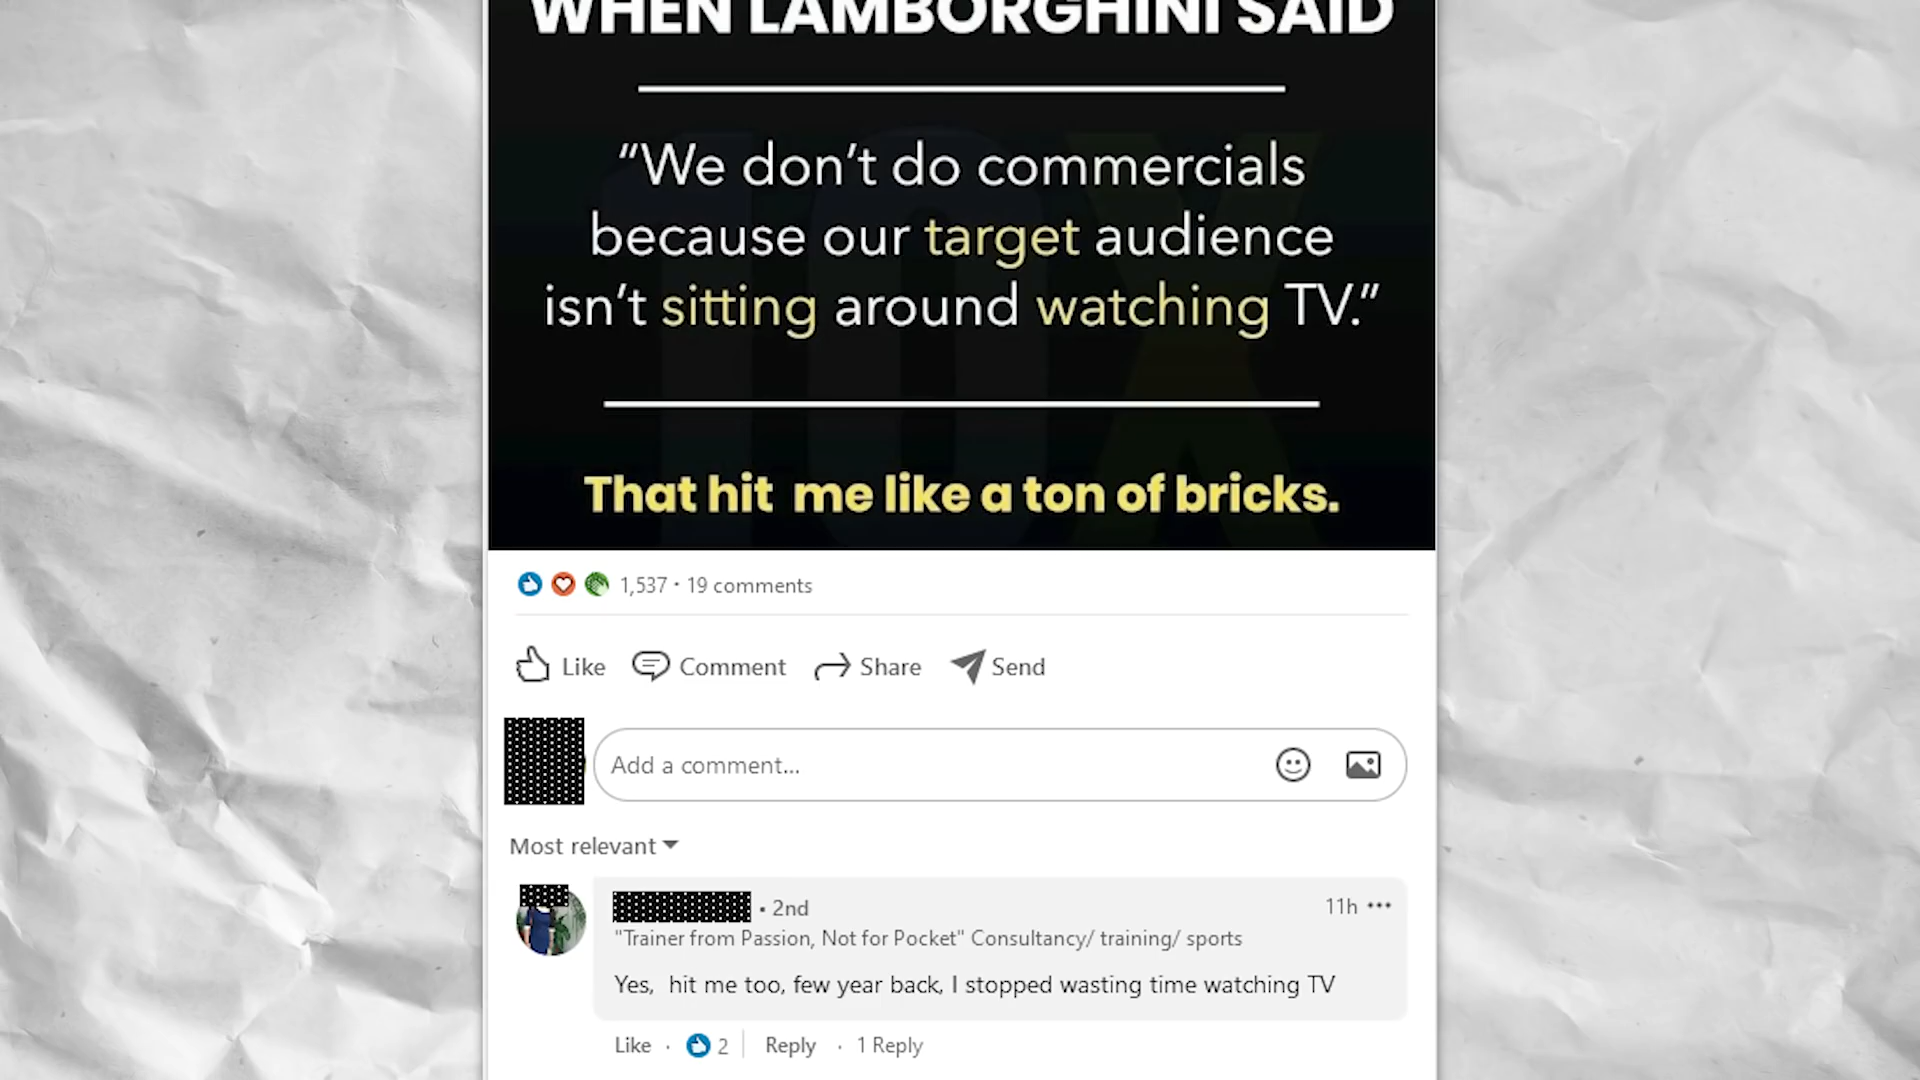 WHEN LAMBORGHINI SAID
“We don’t do commercials
because our target audience
isn’t sitting around watching TV.”
That hit me like a ton of bricks.
1,537 • 19 comments
Like Comment Share Send
Add a comment...
Most relevant
• 2nd 11h •••
"Trainer from Passion, Not for Pocket" Consultancy/ training/ sports
Yes, hit me too, few year back, I stopped wasting time watching TV
Like · 2 | Reply · 1 Reply